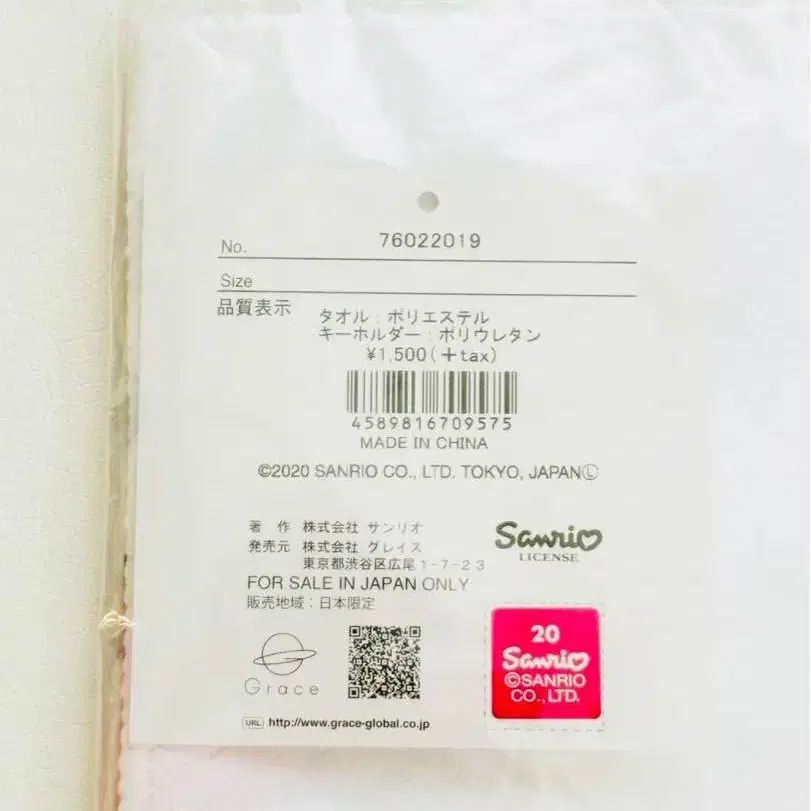 No. 76022019
Size
品質表示 タオル：ポリエステル
キーホルダー：ポリウレタン
¥1,500(+tax)
4589816709575
MADE IN CHINA
©2020 SANRIO CO., LTD. TOKYO, JAPANⓁ
著 作 株式会社 サンリオ
発売元 株式会社 グレイス
東京都渋谷区広尾1-7-23
Sanrio
LICENSE
FOR SALE IN JAPAN ONLY
販売地域：日本限定
Grace
20
Sanrio
©SANRIO
CO.,LTD.
URL http://www.grace-global.co.jp